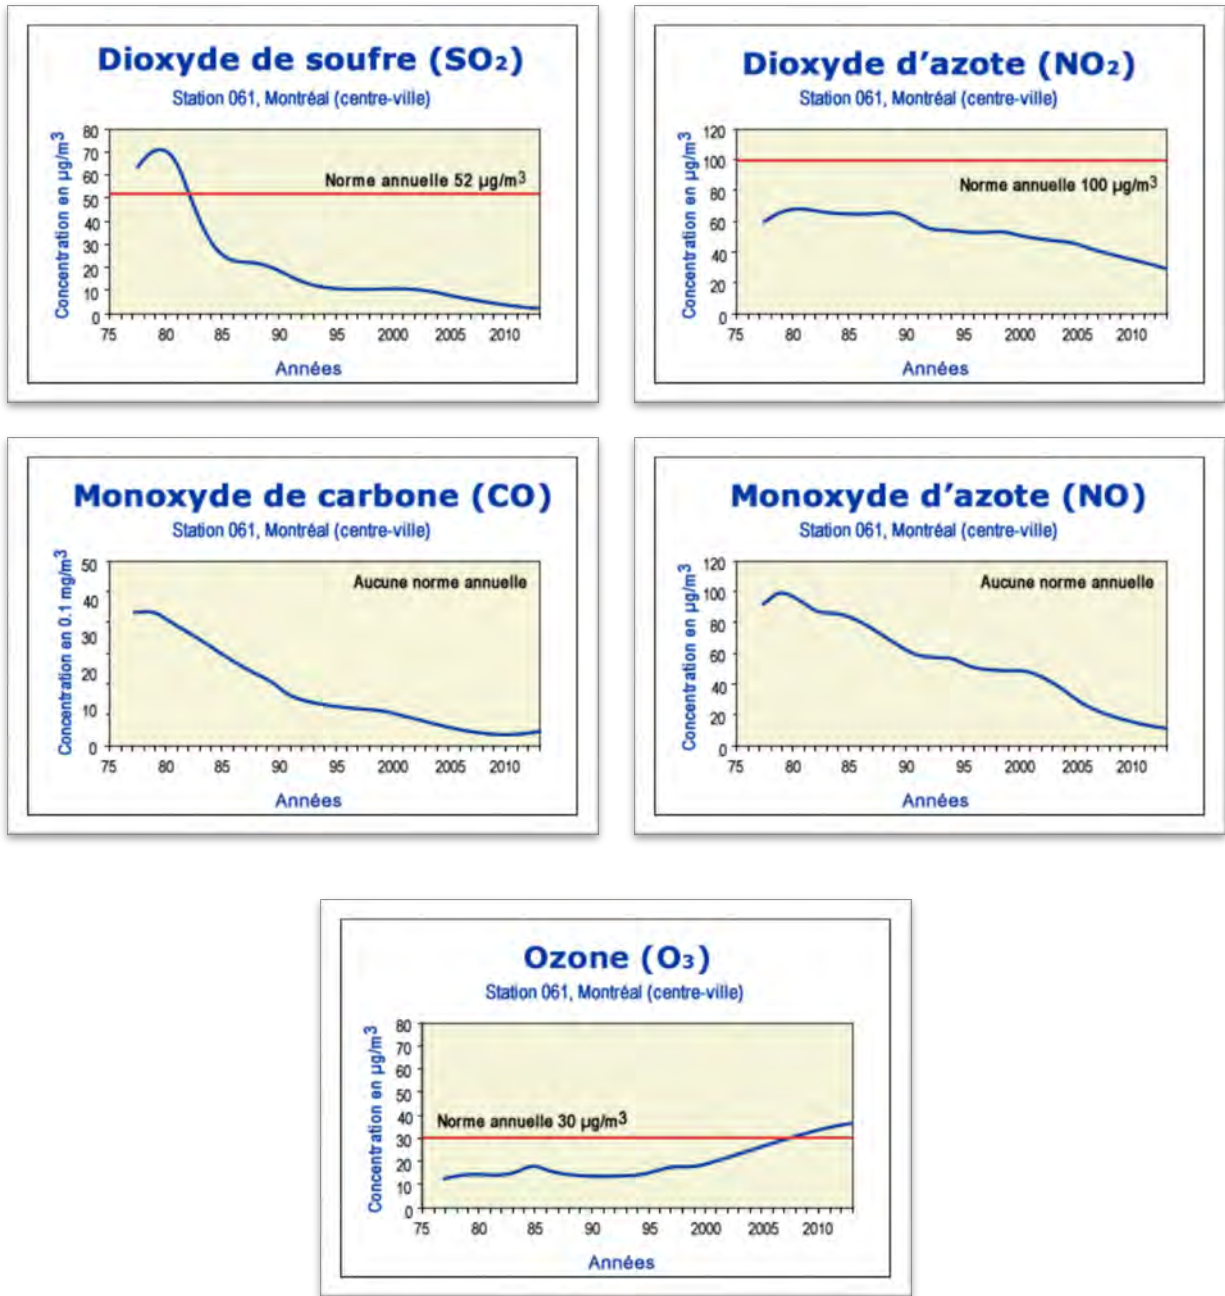 Dioxyde de soufre (SO₂)
Station 061, Montréal (centre-ville)
Concentration en µg/m³
80
70
60
50
40
30
20
10
0
Norme annuelle 52 µg/m³
75 80 85 90 95 2000 2005 2010
Années
Dioxyde d'azote (NO₂)
Station 061, Montréal (centre-ville)
Concentration en µg/m³
120
100
80
60
40
20
0
Norme annuelle 100 µg/m³
75 80 85 90 95 2000 2005 2010
Années
Monoxyde de carbone (CO)
Station 061, Montréal (centre-ville)
Concentration en 0.1 mg/m³
50
40
30
20
10
0
Aucune norme annuelle
75 80 85 90 95 2000 2005 2010
Années
Monoxyde d'azote (NO)
Station 061, Montréal (centre-ville)
Concentration en µg/m³
120
100
80
60
40
20
0
Aucune norme annuelle
75 80 85 90 95 2000 2005 2010
Années
Ozone (O₃)
Station 061, Montréal (centre-ville)
Concentration en µg/m³
80
70
60
50
40
30
20
10
0
Norme annuelle 30 µg/m³
75 80 85 90 95 2000 2005 2010
Années